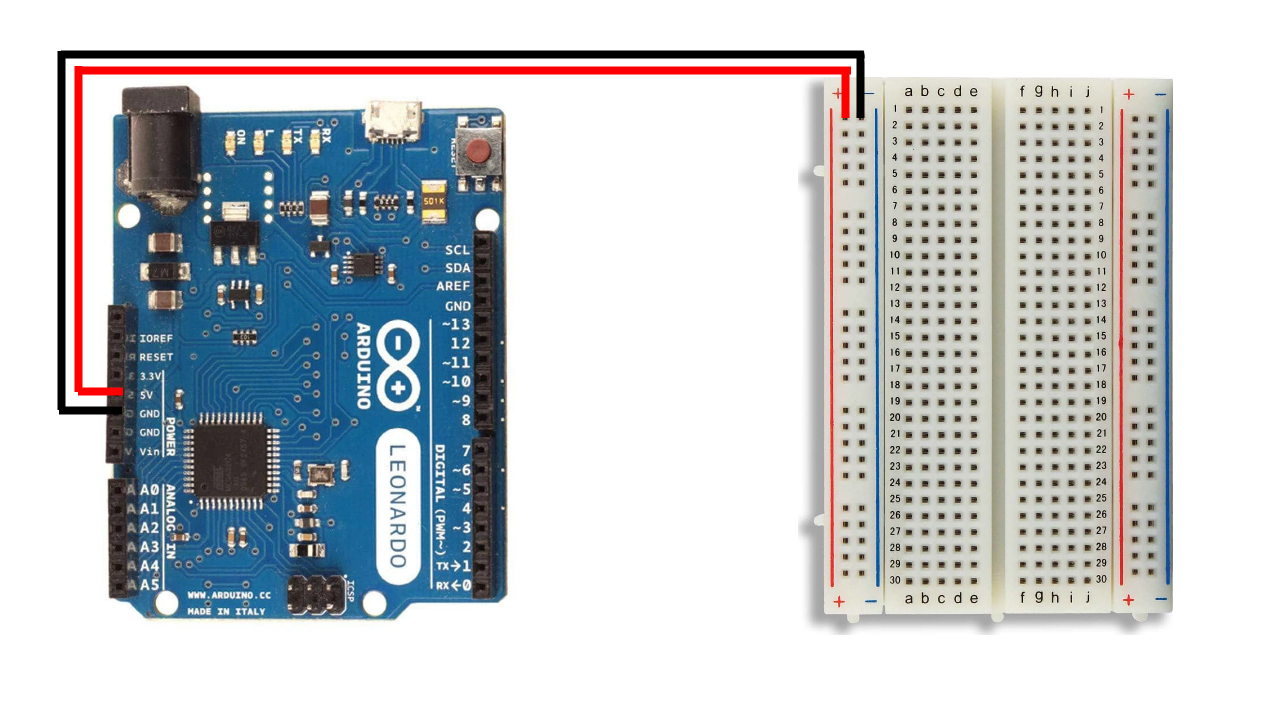 ON
L
TX
RX
RESET
501K
SCL
SDA
AREF
GND
~13
12
~11
~10
~9
8
7
~6
~5
4
~3
2
TX→1
RX←0
DIGITAL (PWM~)
IOREF
RESET
3.3V
5V
GND
GND
Vin
POWER
A0
A1
A2
A3
A4
A5
ANALOG IN
ARDUINO
TM
LEONARDO
ICSP
WWW.ARDUINO.CC
MADE IN ITALY
+ − a b c d e f g h i j + −
1 1
2 2
3 3
4 4
5 5
6 6
7 7
8 8
9 9
10 10
11 11
12 12
13 13
14 14
15 15
16 16
17 17
18 18
19 19
20 20
21 21
22 22
23 23
24 24
25 25
26 26
27 27
28 28
29 29
30 30
+ − a b c d e f g h i j + −